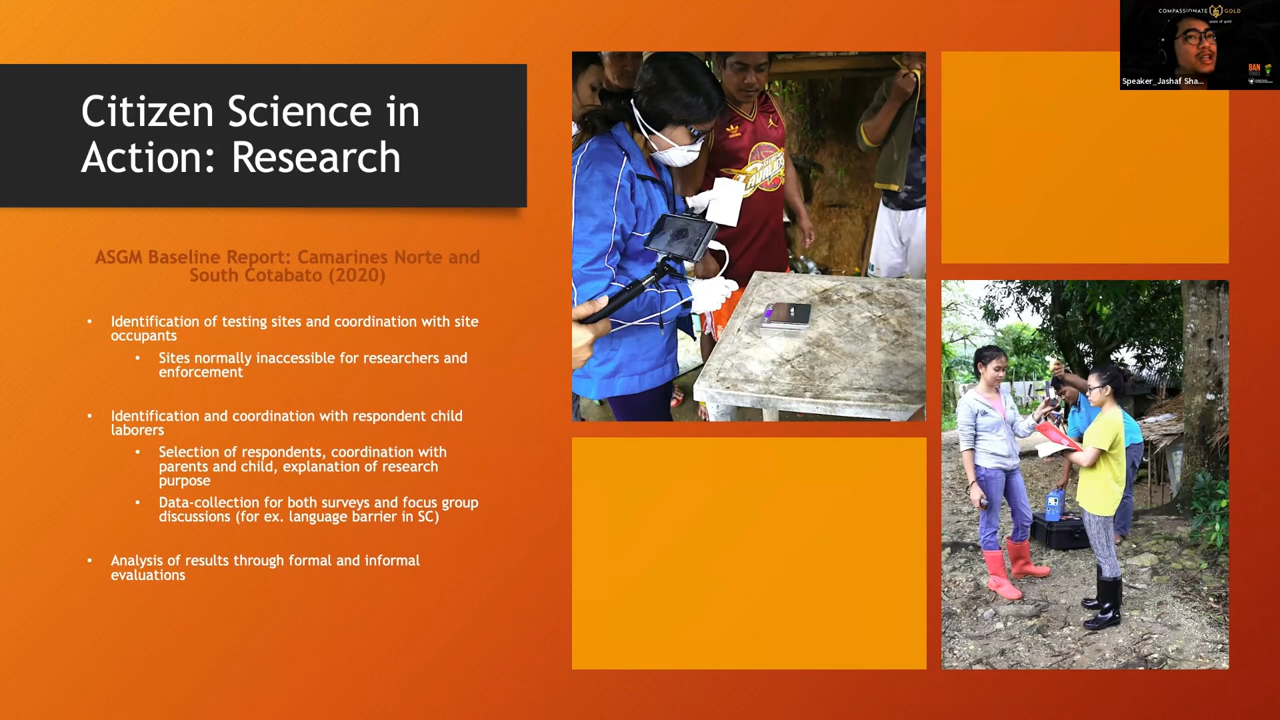 Citizen Science in
Action: Research
ASGM Baseline Report: Camarines Norte and
South Cotabato (2020)
• Identification of testing sites and coordination with site
occupants
• Sites normally inaccessible for researchers and
enforcement
• Identification and coordination with respondent child
laborers
• Selection of respondents, coordination with
parents and child, explanation of research
purpose
• Data-collection for both surveys and focus group
discussions (for ex. language barrier in SC)
• Analysis of results through formal and informal
evaluations
CAVALIERS
COMPASSIONATE GOLD
BAN
Speaker_Jashaf Sha...